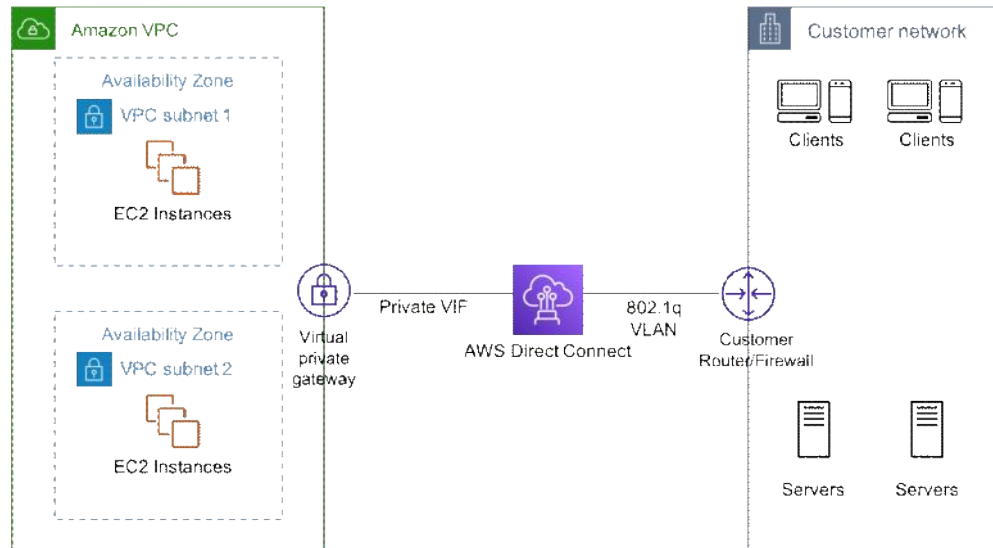 Amazon VPC
Availability Zone
VPC subnet 1
EC2 Instances
Availability Zone
VPC subnet 2
EC2 Instances
Virtual
private
gateway
Private VIF
AWS Direct Connect
802.1q
VLAN
Customer
Router/Firewall
Customer network
Clients
Clients
Servers
Servers